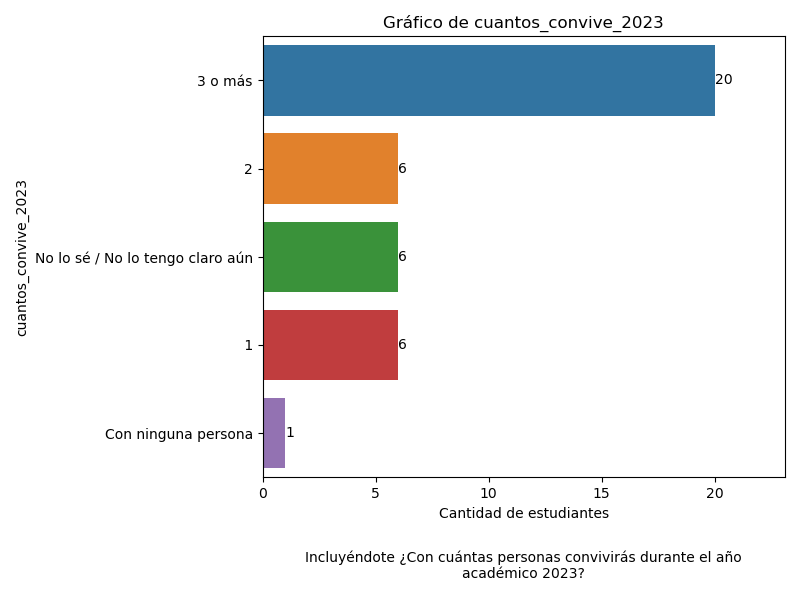 Gráfico de cuantos_convive_2023
cuantos_convive_2023
3 o más
20
2
6
No lo sé / No lo tengo claro aún
6
1
6
Con ninguna persona
1
0
5
10
15
20
Cantidad de estudiantes
Incluyéndote ¿Con cuántas personas convivirás durante el año
académico 2023?